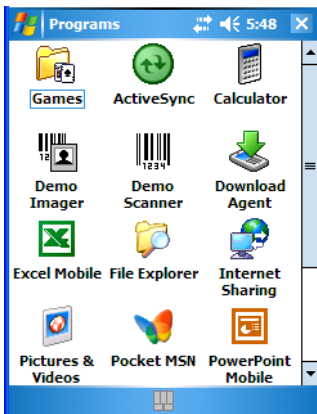 Programs 5:48
Games ActiveSync Calculator
Demo Imager Demo Scanner Download Agent
1234
Excel Mobile File Explorer Internet Sharing
Pictures & Videos Pocket MSN PowerPoint Mobile